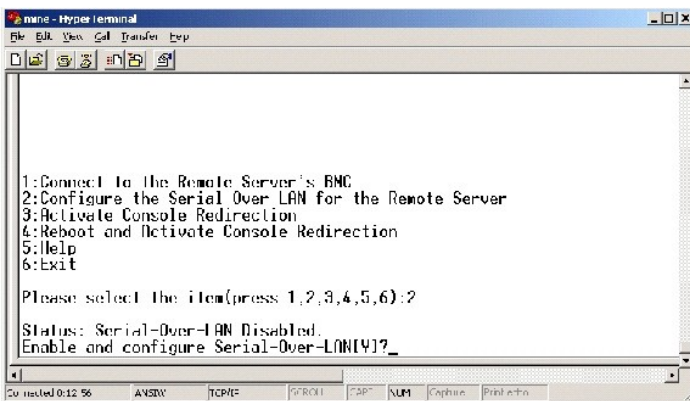 mine - HyperTerminal
File Edit View Call Transfer Help
1:Connect to the Remote Server's BMC
2:Configure the Serial Over LAN for the Remote Server
3:Activate Console Redirection
4:Reboot and Activate Console Redirection
5:Help
6:Exit
Please select the item(press 1,2,3,4,5,6):2
Status: Serial-Over-LAN Disabled.
Enable and configure Serial-Over-LAN[Y]?_
Connected 0:12:56 ANSIW TCP/IP SCROLL CAPS NUM Capture Print echo